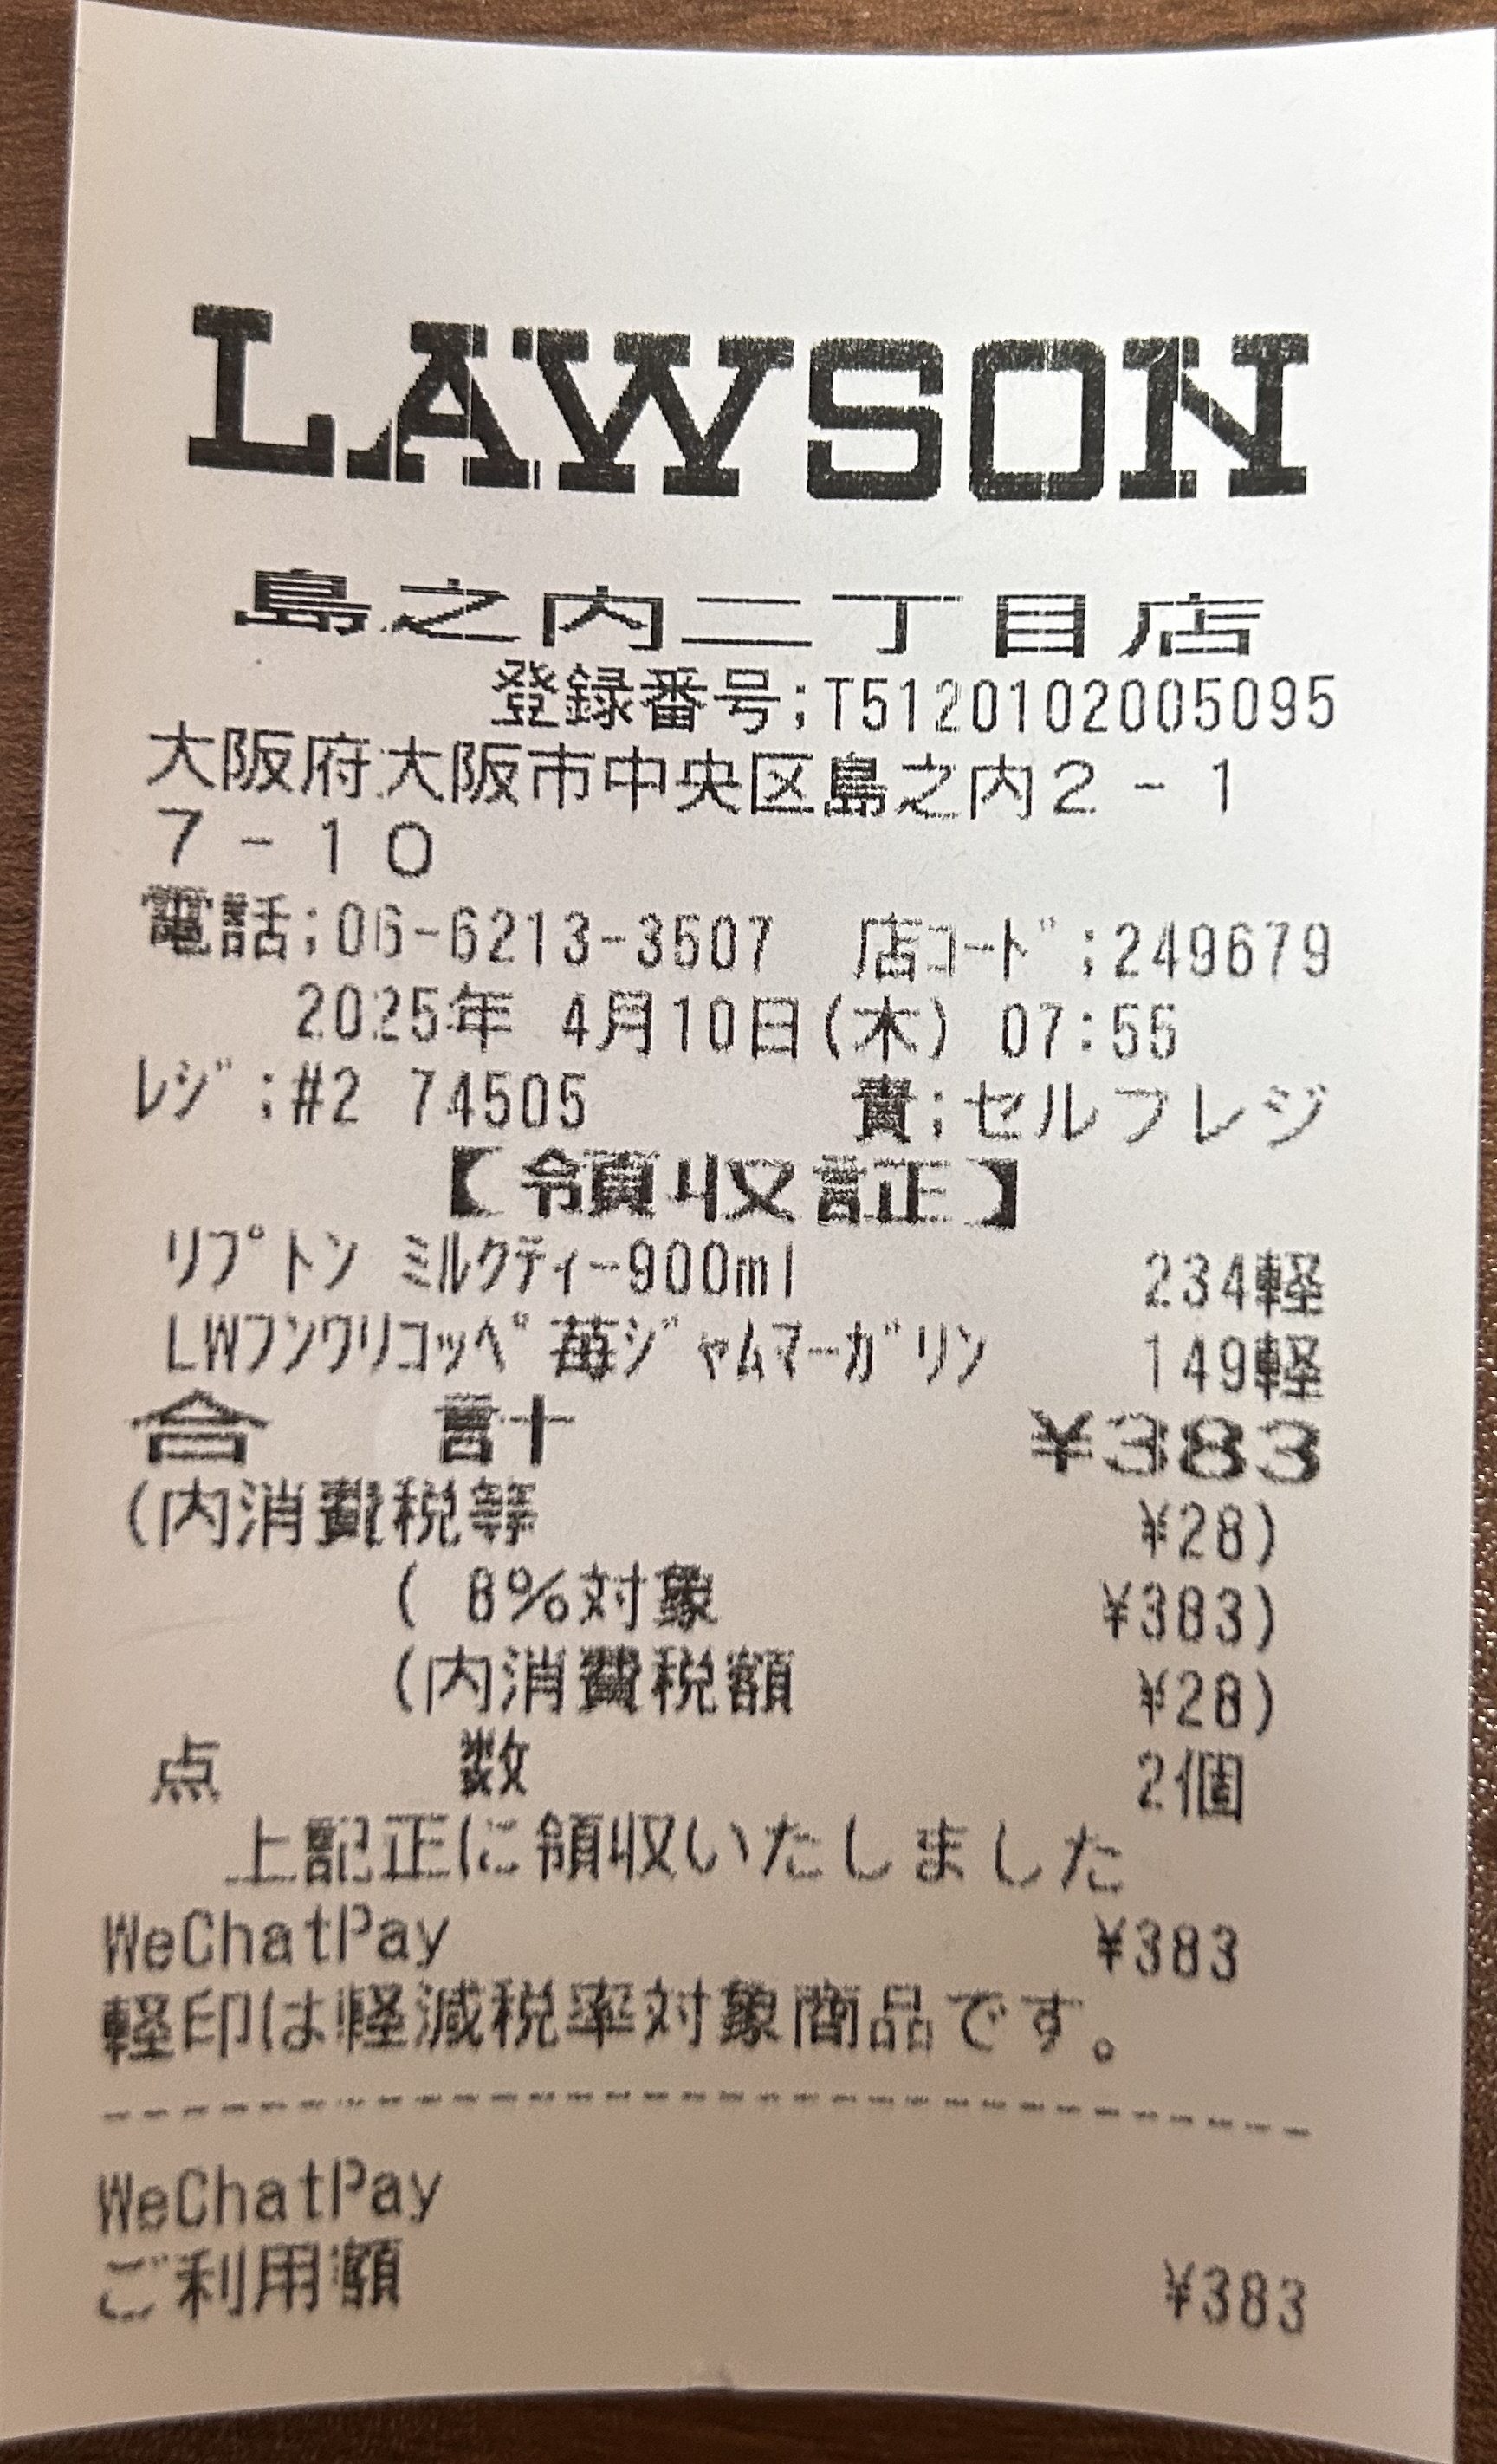 LAWSON
島之内二丁目店
登録番号;T5120102005095
大阪府大阪市中央区島之内2-1
7-10
電話;06-6213-3507 店ｺｰﾄﾞ;249679
2025年 4月10日(木) 07:55
ﾚｼﾞ;#2 74505 責;セルフレジ
【領収証】
ﾘﾌﾟﾄﾝ ﾐﾙｸﾃｨｰ900ml 234軽
LWﾌﾝﾜﾘｺｯﾍﾟ苺ｼﾞｬﾑﾏｰｶﾞﾘﾝ 149軽
合 計 ¥383
(内消費税等 ¥28)
( 8%対象 ¥383)
(内消費税額 ¥28)
点 数 2個
上記正に領収いたしました
WeChatPay ¥383
軽印は軽減税率対象商品です。
WeChatPay
ご利用額 ¥383